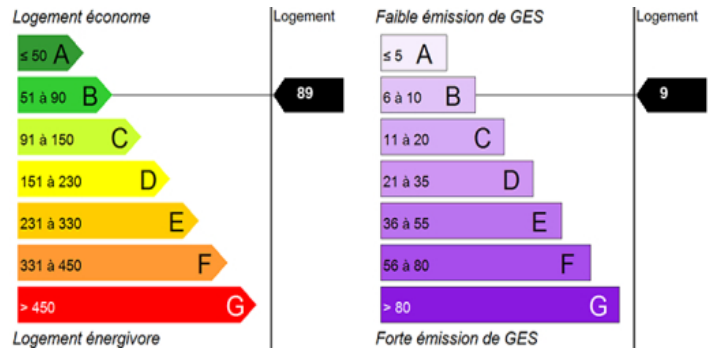 Logement économe
Logement
≤ 50 A
51 à 90 B
89
91 à 150 C
151 à 230 D
231 à 330 E
331 à 450 F
> 450 G
Logement énergivore
Faible émission de GES
Logement
≤ 5 A
6 à 10 B
9
11 à 20 C
21 à 35 D
36 à 55 E
56 à 80 F
> 80 G
Forte émission de GES